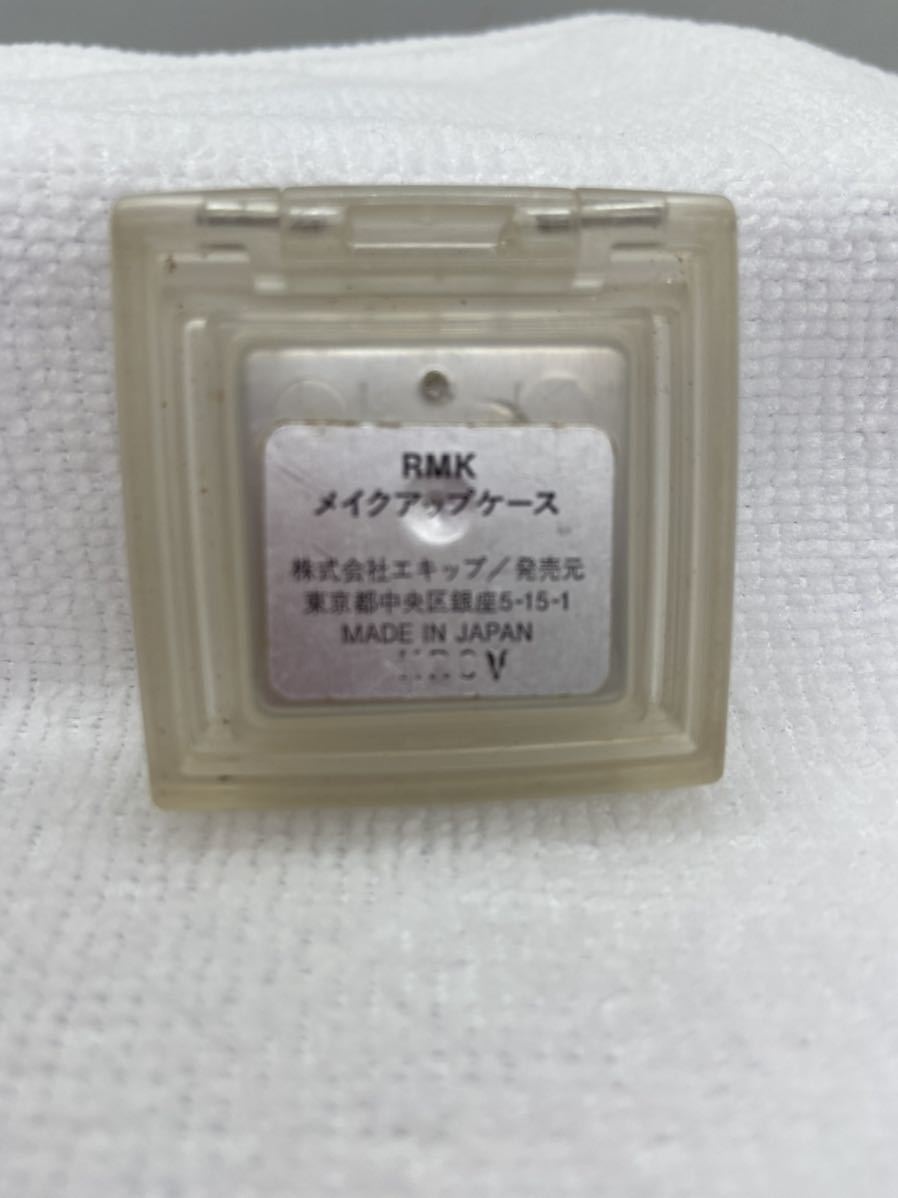 RMK
メイクアップケース
株式会社エキップ/発売元
東京都中央区銀座5-15-1
MADE IN JAPAN